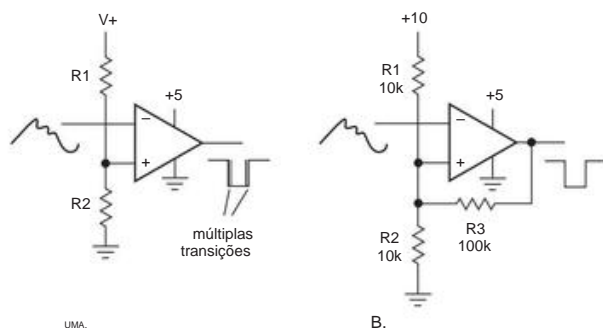 V+
R1
+5
−
+
R2
múltiplas
transições
UMA.
+10
R1
10k
+5
−
+
R3
100k
R2
10k
B.